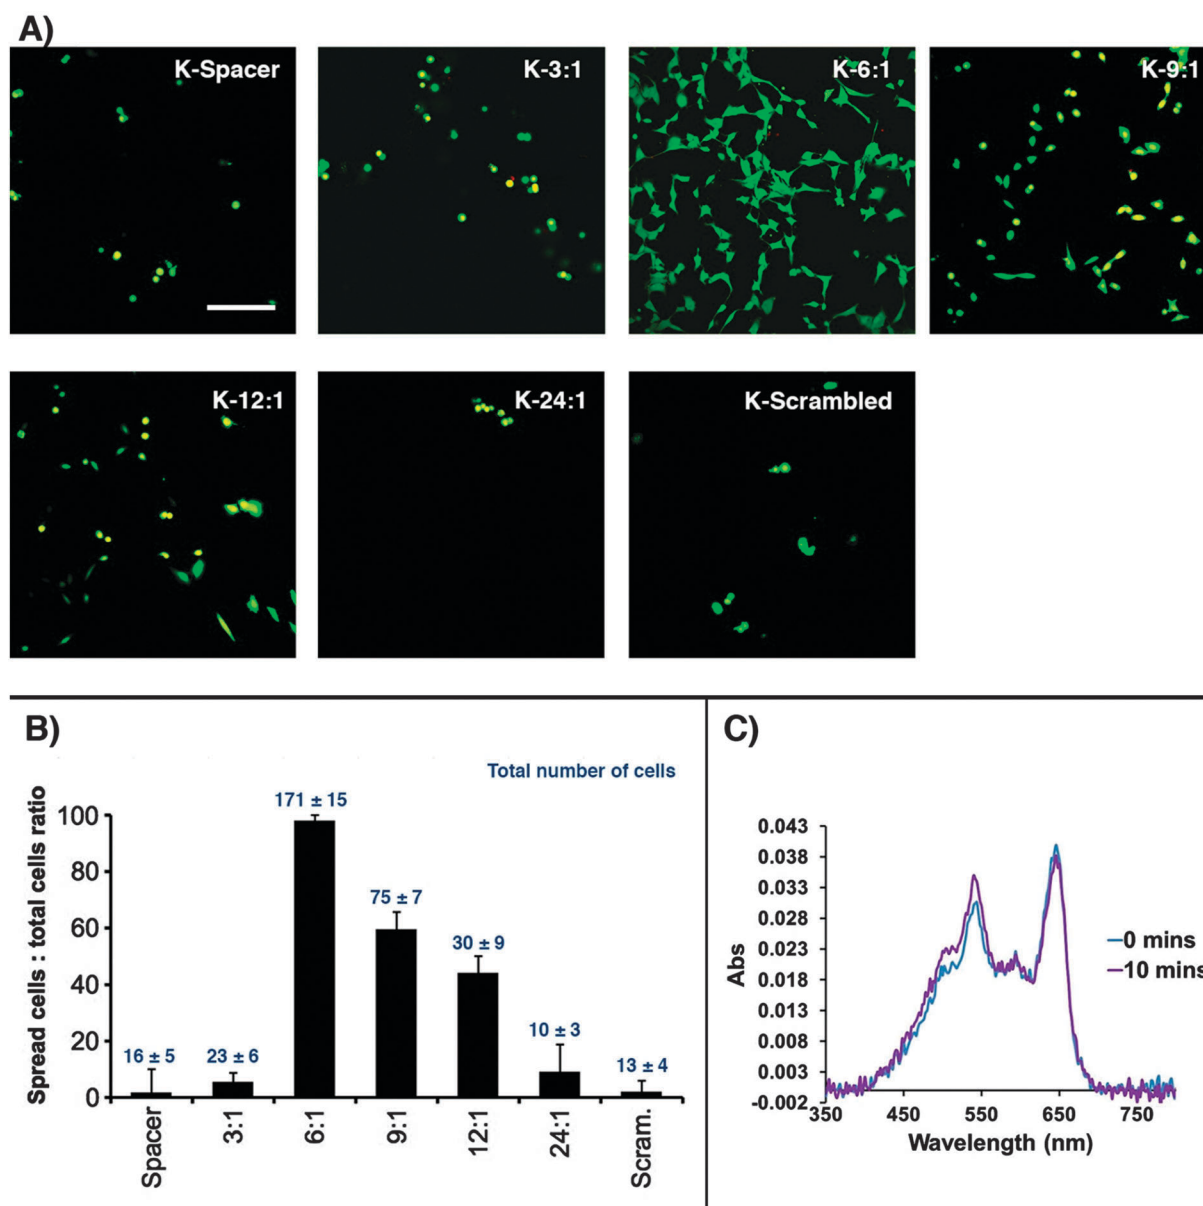 A)
K-Spacer
K-3:1
K-6:1
K-9:1
K-12:1
K-24:1
K-Scrambled
B)
Total number of cells
Spread cells : total cells ratio
100
80
60
40
20
0
16 ± 5
23 ± 6
171 ± 15
75 ± 7
30 ± 9
10 ± 3
13 ± 4
Spacer
3:1
6:1
9:1
12:1
24:1
Scram.
C)
Abs
0.043
0.038
0.033
0.028
0.023
0.018
0.013
0.008
0.003
-0.002
350
450
550
650
750
Wavelength (nm)
0 mins
10 mins